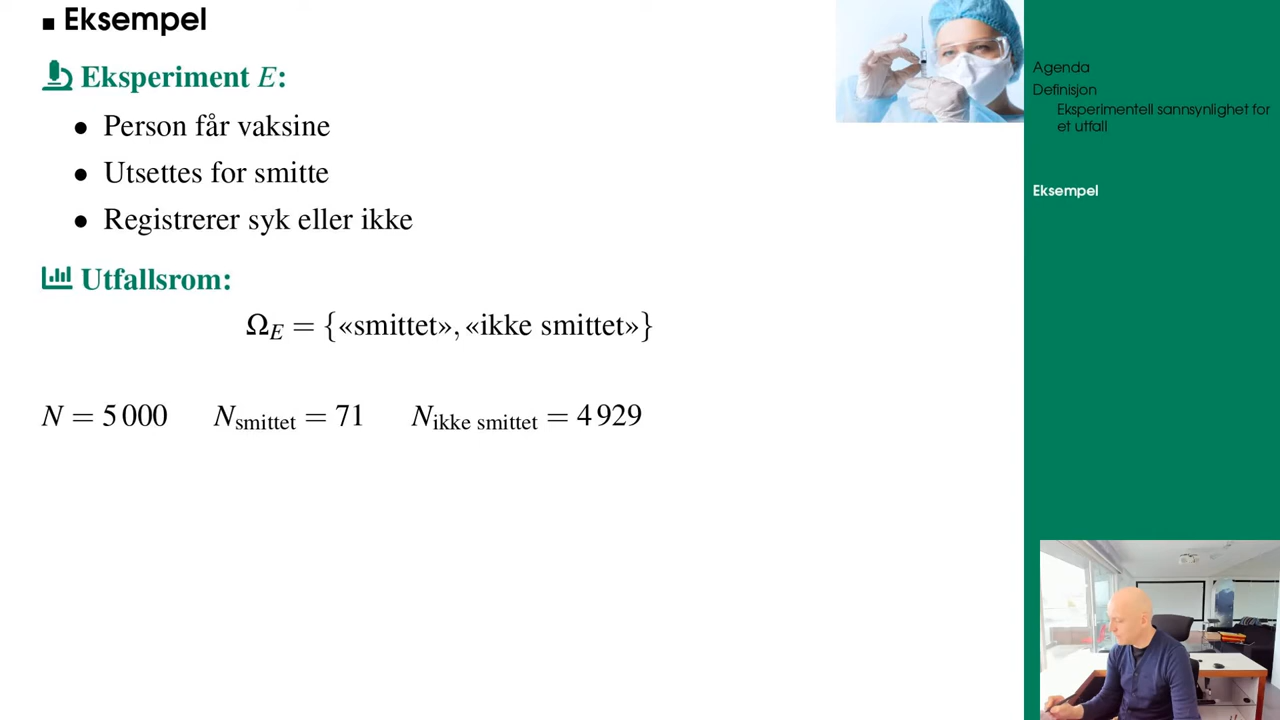 Eksempel
Eksperiment E:
• Person får vaksine
• Utsettes for smitte
• Registrerer syk eller ikke
Utfallsrom:
Ω_E = {«smittet», «ikke smittet»}
N = 5 000 N_smittet = 71 N_ikke smittet = 4 929
Agenda
Definisjon
Eksperimentell sannsynlighet for
et utfall
Eksempel